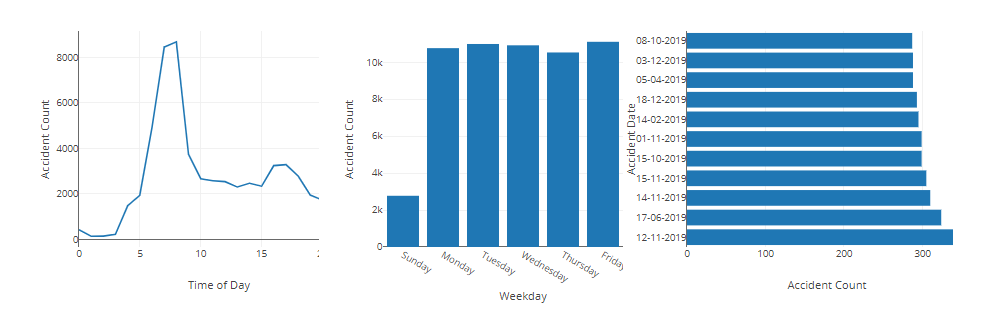 Accident Count
8000
6000
4000
2000
0
0
5
10
15
Time of Day
Accident Count
10k
8k
6k
4k
2k
0
Sunday
Monday
Tuesday
Wednesday
Thursday
Friday
Weekday
Accident Date
08-10-2019
03-12-2019
05-04-2019
18-12-2019
14-02-2019
01-11-2019
15-10-2019
15-11-2019
14-11-2019
17-06-2019
12-11-2019
0
100
200
300
Accident Count